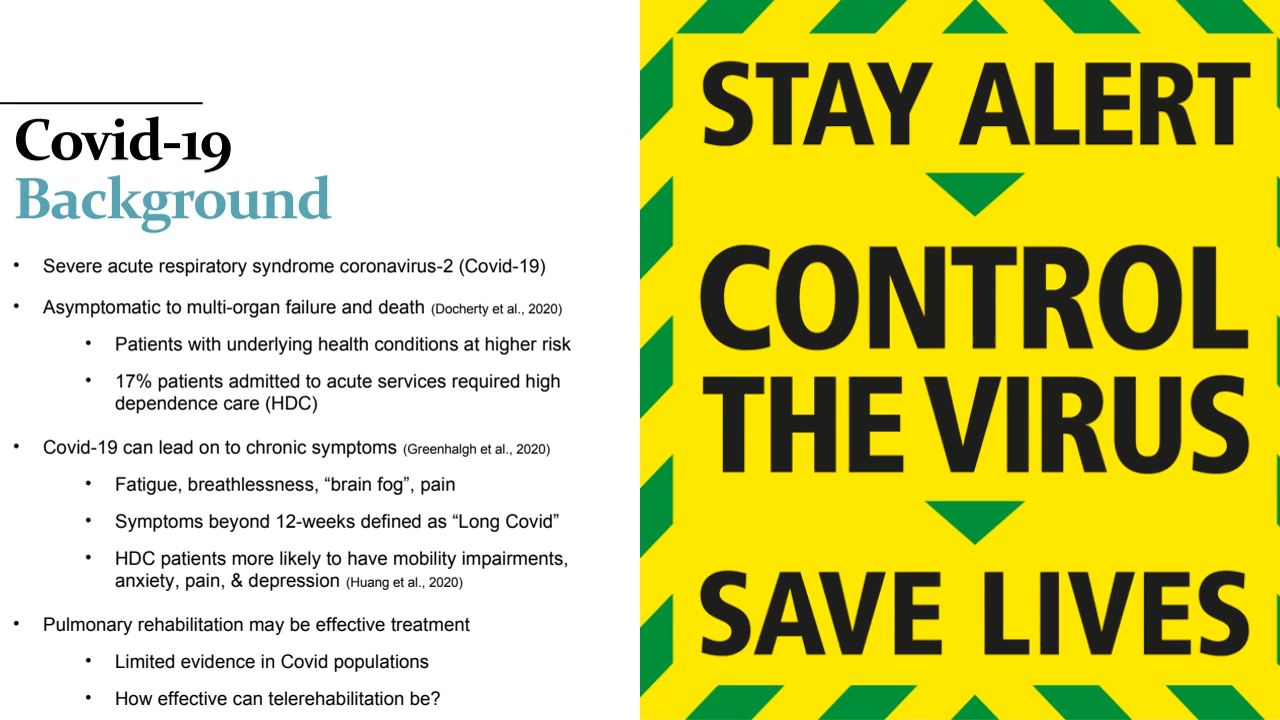 Covid-19
Background
• Severe acute respiratory syndrome coronavirus-2 (Covid-19)
• Asymptomatic to multi-organ failure and death (Docherty et al., 2020)
• Patients with underlying health conditions at higher risk
• 17% patients admitted to acute services required high
dependence care (HDC)
• Covid-19 can lead on to chronic symptoms (Greenhalgh et al., 2020)
• Fatigue, breathlessness, “brain fog”, pain
• Symptoms beyond 12-weeks defined as “Long Covid”
• HDC patients more likely to have mobility impairments,
anxiety, pain, & depression (Huang et al., 2020)
• Pulmonary rehabilitation may be effective treatment
• Limited evidence in Covid populations
• How effective can telerehabilitation be?
STAY ALERT
CONTROL
THE VIRUS
SAVE LIVES